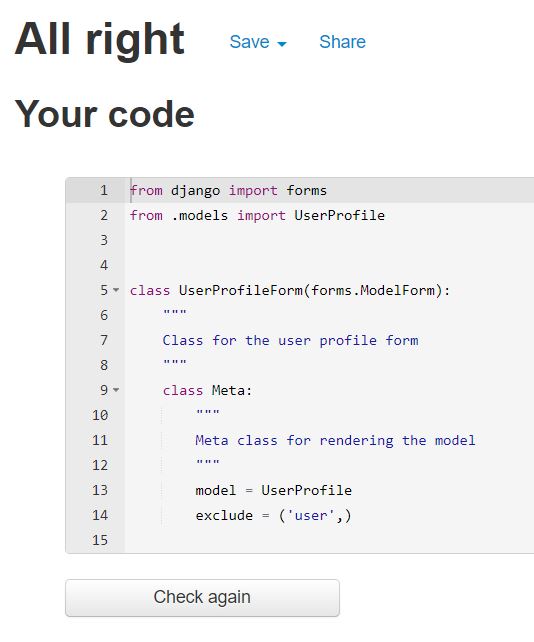 All right Save Share
Your code
1 from django import forms
2 from .models import UserProfile
3
4
5 class UserProfileForm(forms.ModelForm):
6 """
7 Class for the user profile form
8 """
9 class Meta:
10 """
11 Meta class for rendering the model
12 """
13 model = UserProfile
14 exclude = ('user',)
15
Check again